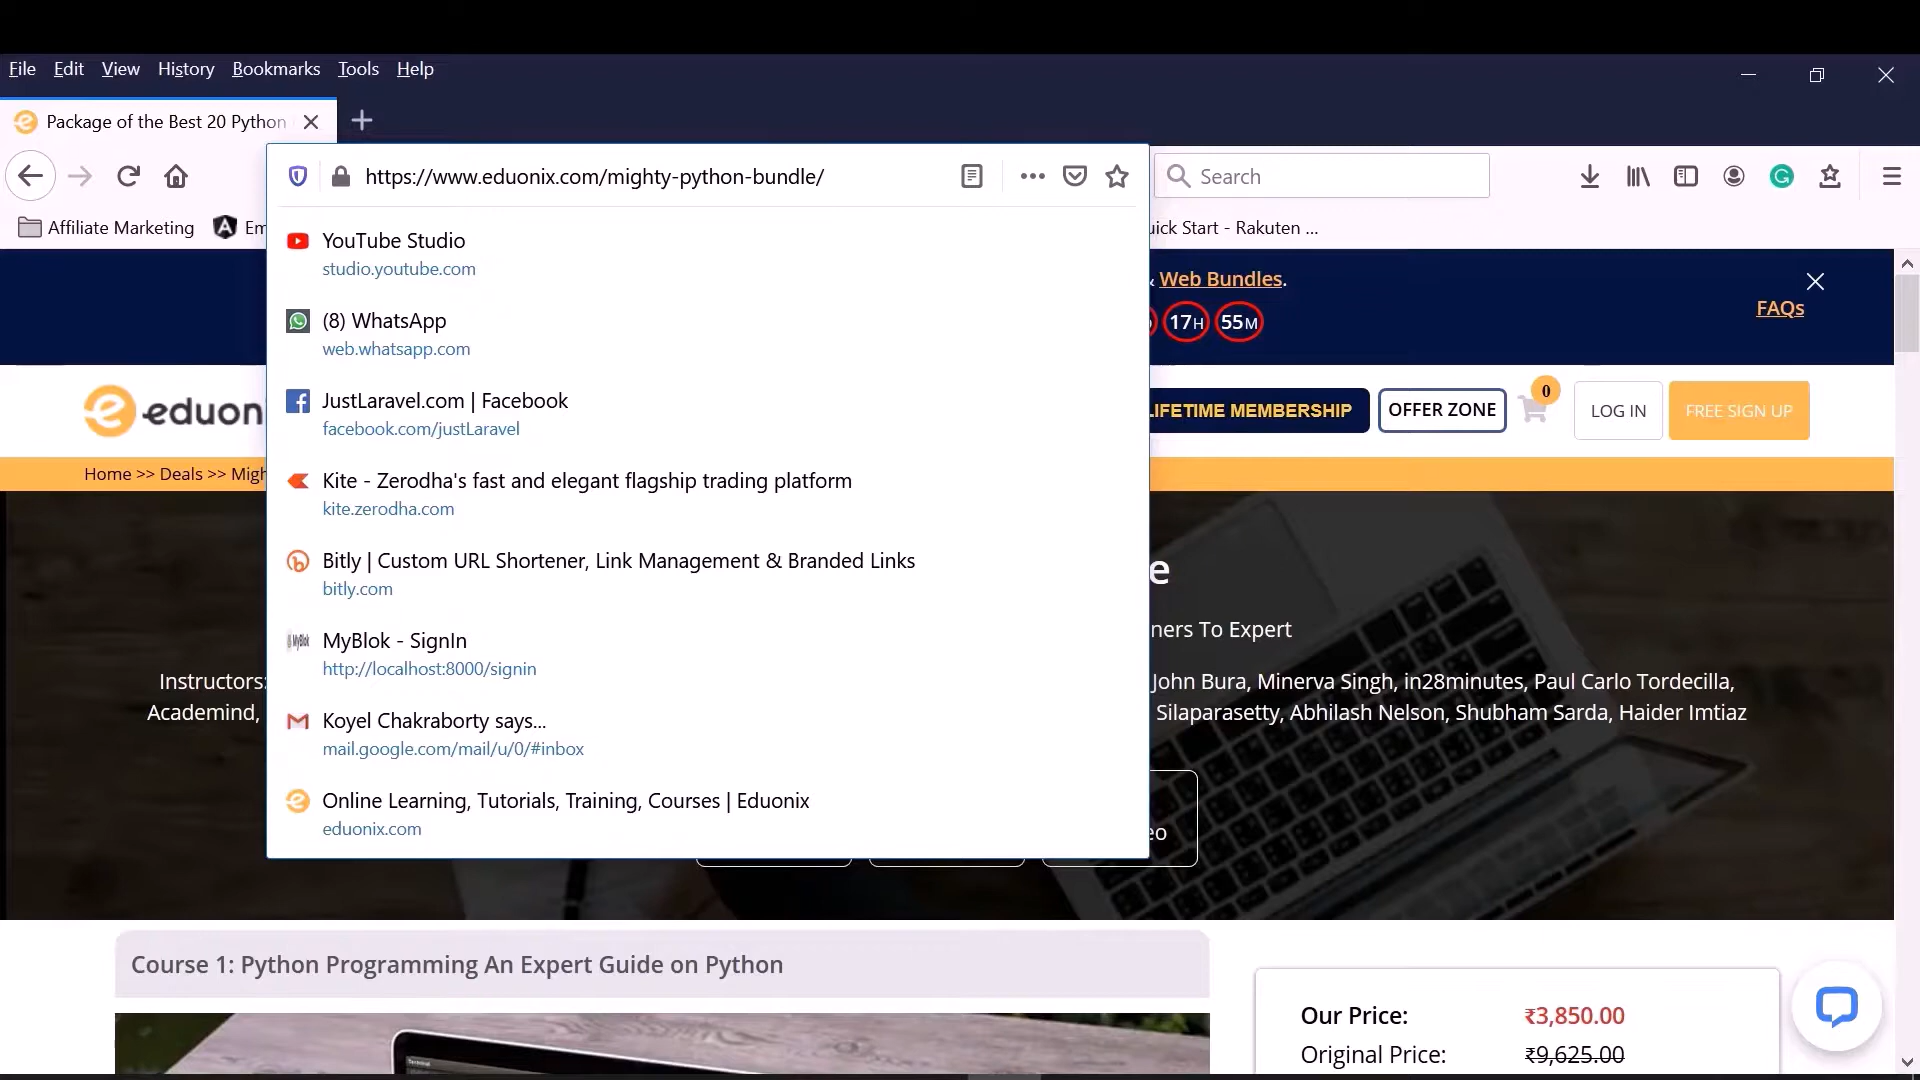 File Edit View History Bookmarks Tools Help
Package of the Best 20 Python
https://www.eduonix.com/mighty-python-bundle/
Search
Affiliate Marketing
uick Start - Rakuten ...
YouTube Studio
studio.youtube.com
(8) WhatsApp
web.whatsapp.com
JustLaravel.com | Facebook
facebook.com/justLaravel
Kite - Zerodha's fast and elegant flagship trading platform
kite.zerodha.com
Bitly | Custom URL Shortener, Link Management & Branded Links
bitly.com
MyBlok - SignIn
http://localhost:8000/signin
Koyel Chakraborty says...
mail.google.com/mail/u/0/#inbox
Online Learning, Tutorials, Training, Courses | Eduonix
eduonix.com
Web Bundles.
17H 55M
FAQs
eduoni
LIFETIME MEMBERSHIP OFFER ZONE 0 LOG IN FREE SIGN UP
Home >> Deals >> Migh
e
ners To Expert
Instructors: John Bura, Minerva Singh, in28minutes, Paul Carlo Tordecilla,
Academind, Silaparasetty, Abhilash Nelson, Shubham Sarda, Haider Imtiaz
eo
Course 1: Python Programming An Expert Guide on Python
Our Price: ₹3,850.00
Original Price: ₹9,625.00